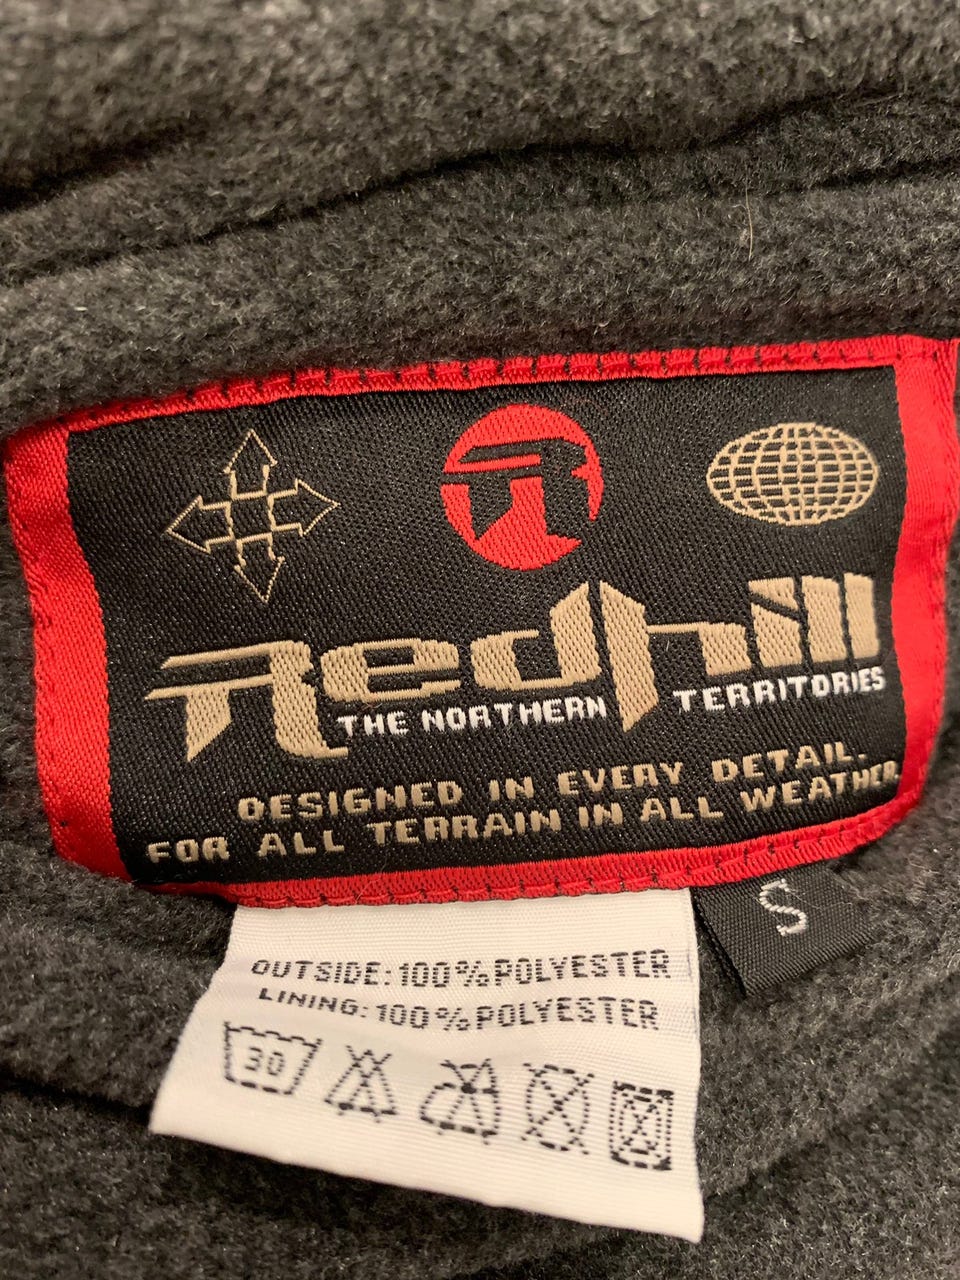 R
Redhill
THE NORTHERN TERRITORIES
DESIGNED IN EVERY DETAIL.
FOR ALL TERRAIN IN ALL WEATHER.
S
OUTSIDE: 100% POLYESTER
LINING: 100% POLYESTER
30